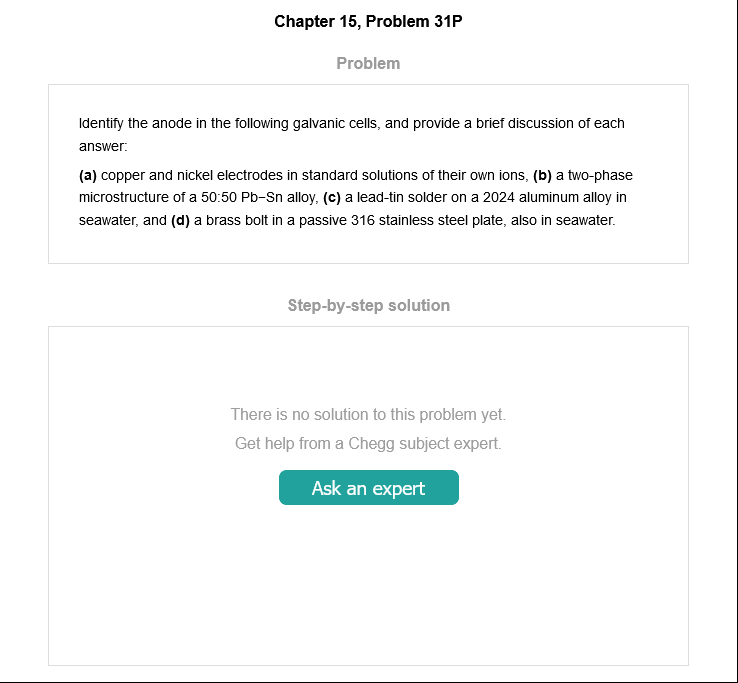 Chapter 15, Problem 31P
Problem
Identify the anode in the following galvanic cells, and provide a brief discussion of each
answer:
(a) copper and nickel electrodes in standard solutions of their own ions, (b) a two-phase
microstructure of a 50:50 Pb−Sn alloy, (c) a lead-tin solder on a 2024 aluminum alloy in
seawater, and (d) a brass bolt in a passive 316 stainless steel plate, also in seawater.
Step-by-step solution
There is no solution to this problem yet.
Get help from a Chegg subject expert.
Ask an expert